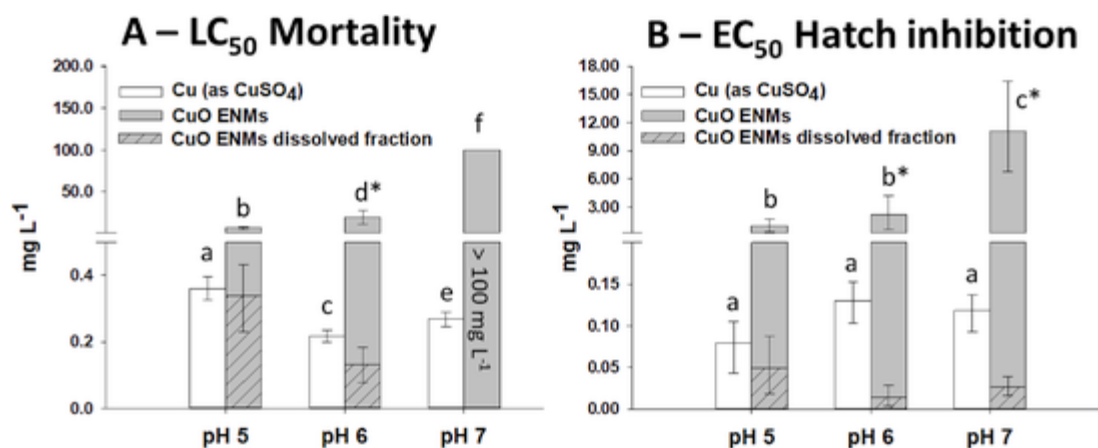 A – LC50 Mortality
200.0
150.0
100.0
50.0
0.4
0.2
0.0
mg L-1
Cu (as CuSO4)
CuO ENMs
CuO ENMs dissolved fraction
a
b
c
d*
e
f
> 100 mg L-1
pH 5
pH 6
pH 7
B – EC50 Hatch inhibition
18.00
15.00
12.00
9.00
6.00
3.00
0.15
0.10
0.05
0.00
mg L-1
Cu (as CuSO4)
CuO ENMs
CuO ENMs dissolved fraction
a
b
a
b*
a
c*
pH 5
pH 6
pH 7